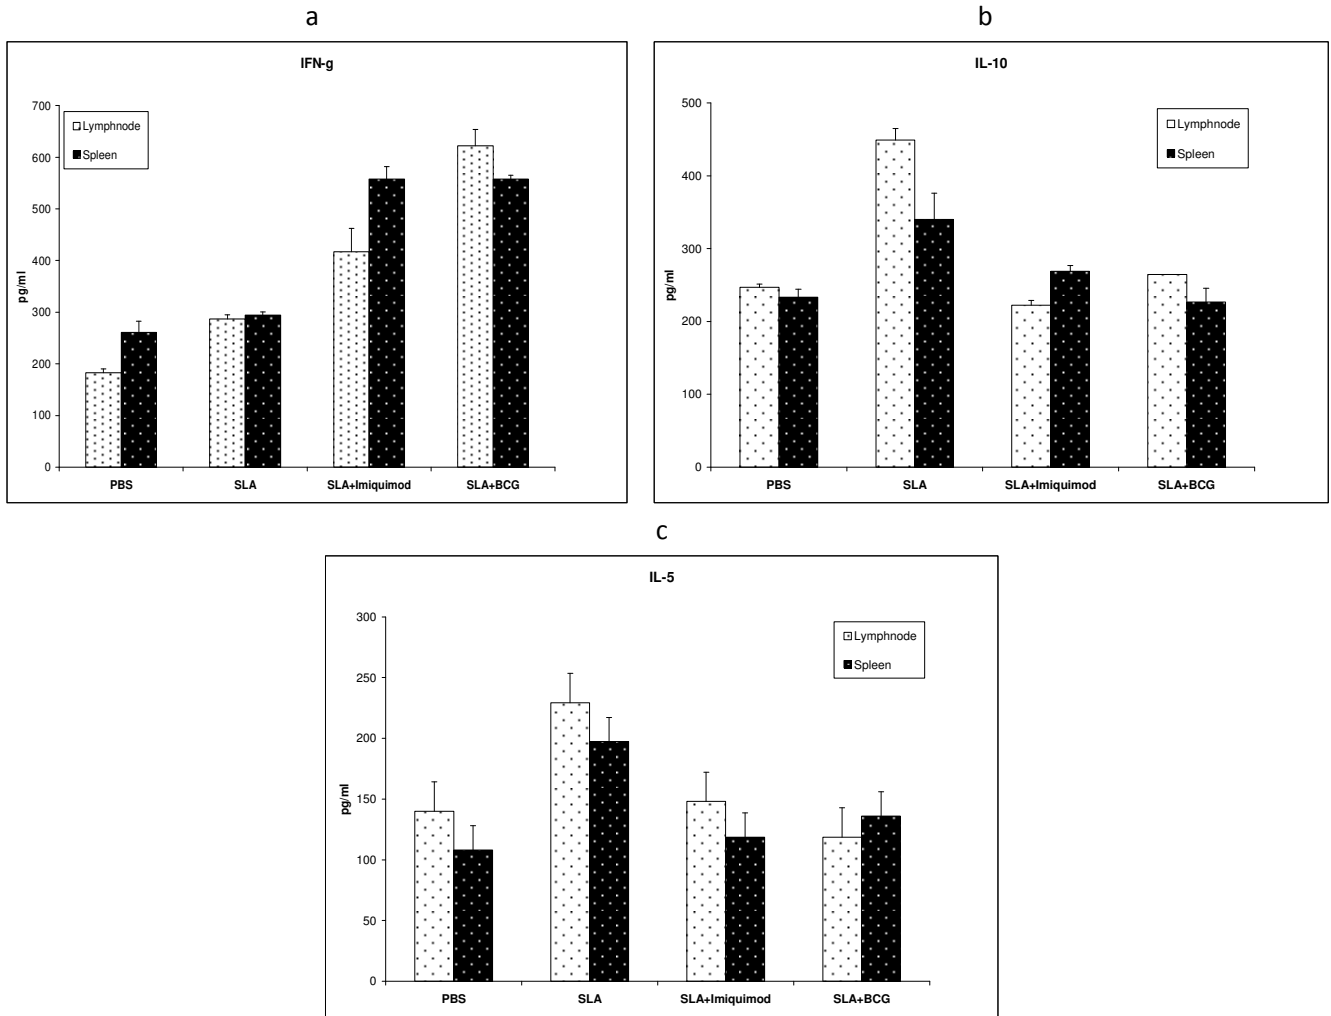 a
IFN-g
700
600
500
400
300
200
100
0
pg/ml
Lymphnode
Spleen
PBS SLA SLA+Imiquimod SLA+BCG
b
IL-10
500
400
300
200
100
0
pg/ml
Lymphnode
Spleen
PBS SLA SLA+Imiquimod SLA+BCG
c
IL-5
300
250
200
150
100
50
0
pg/ml
Lymphnode
Spleen
PBS SLA SLA+Imiquimod SLA+BCG